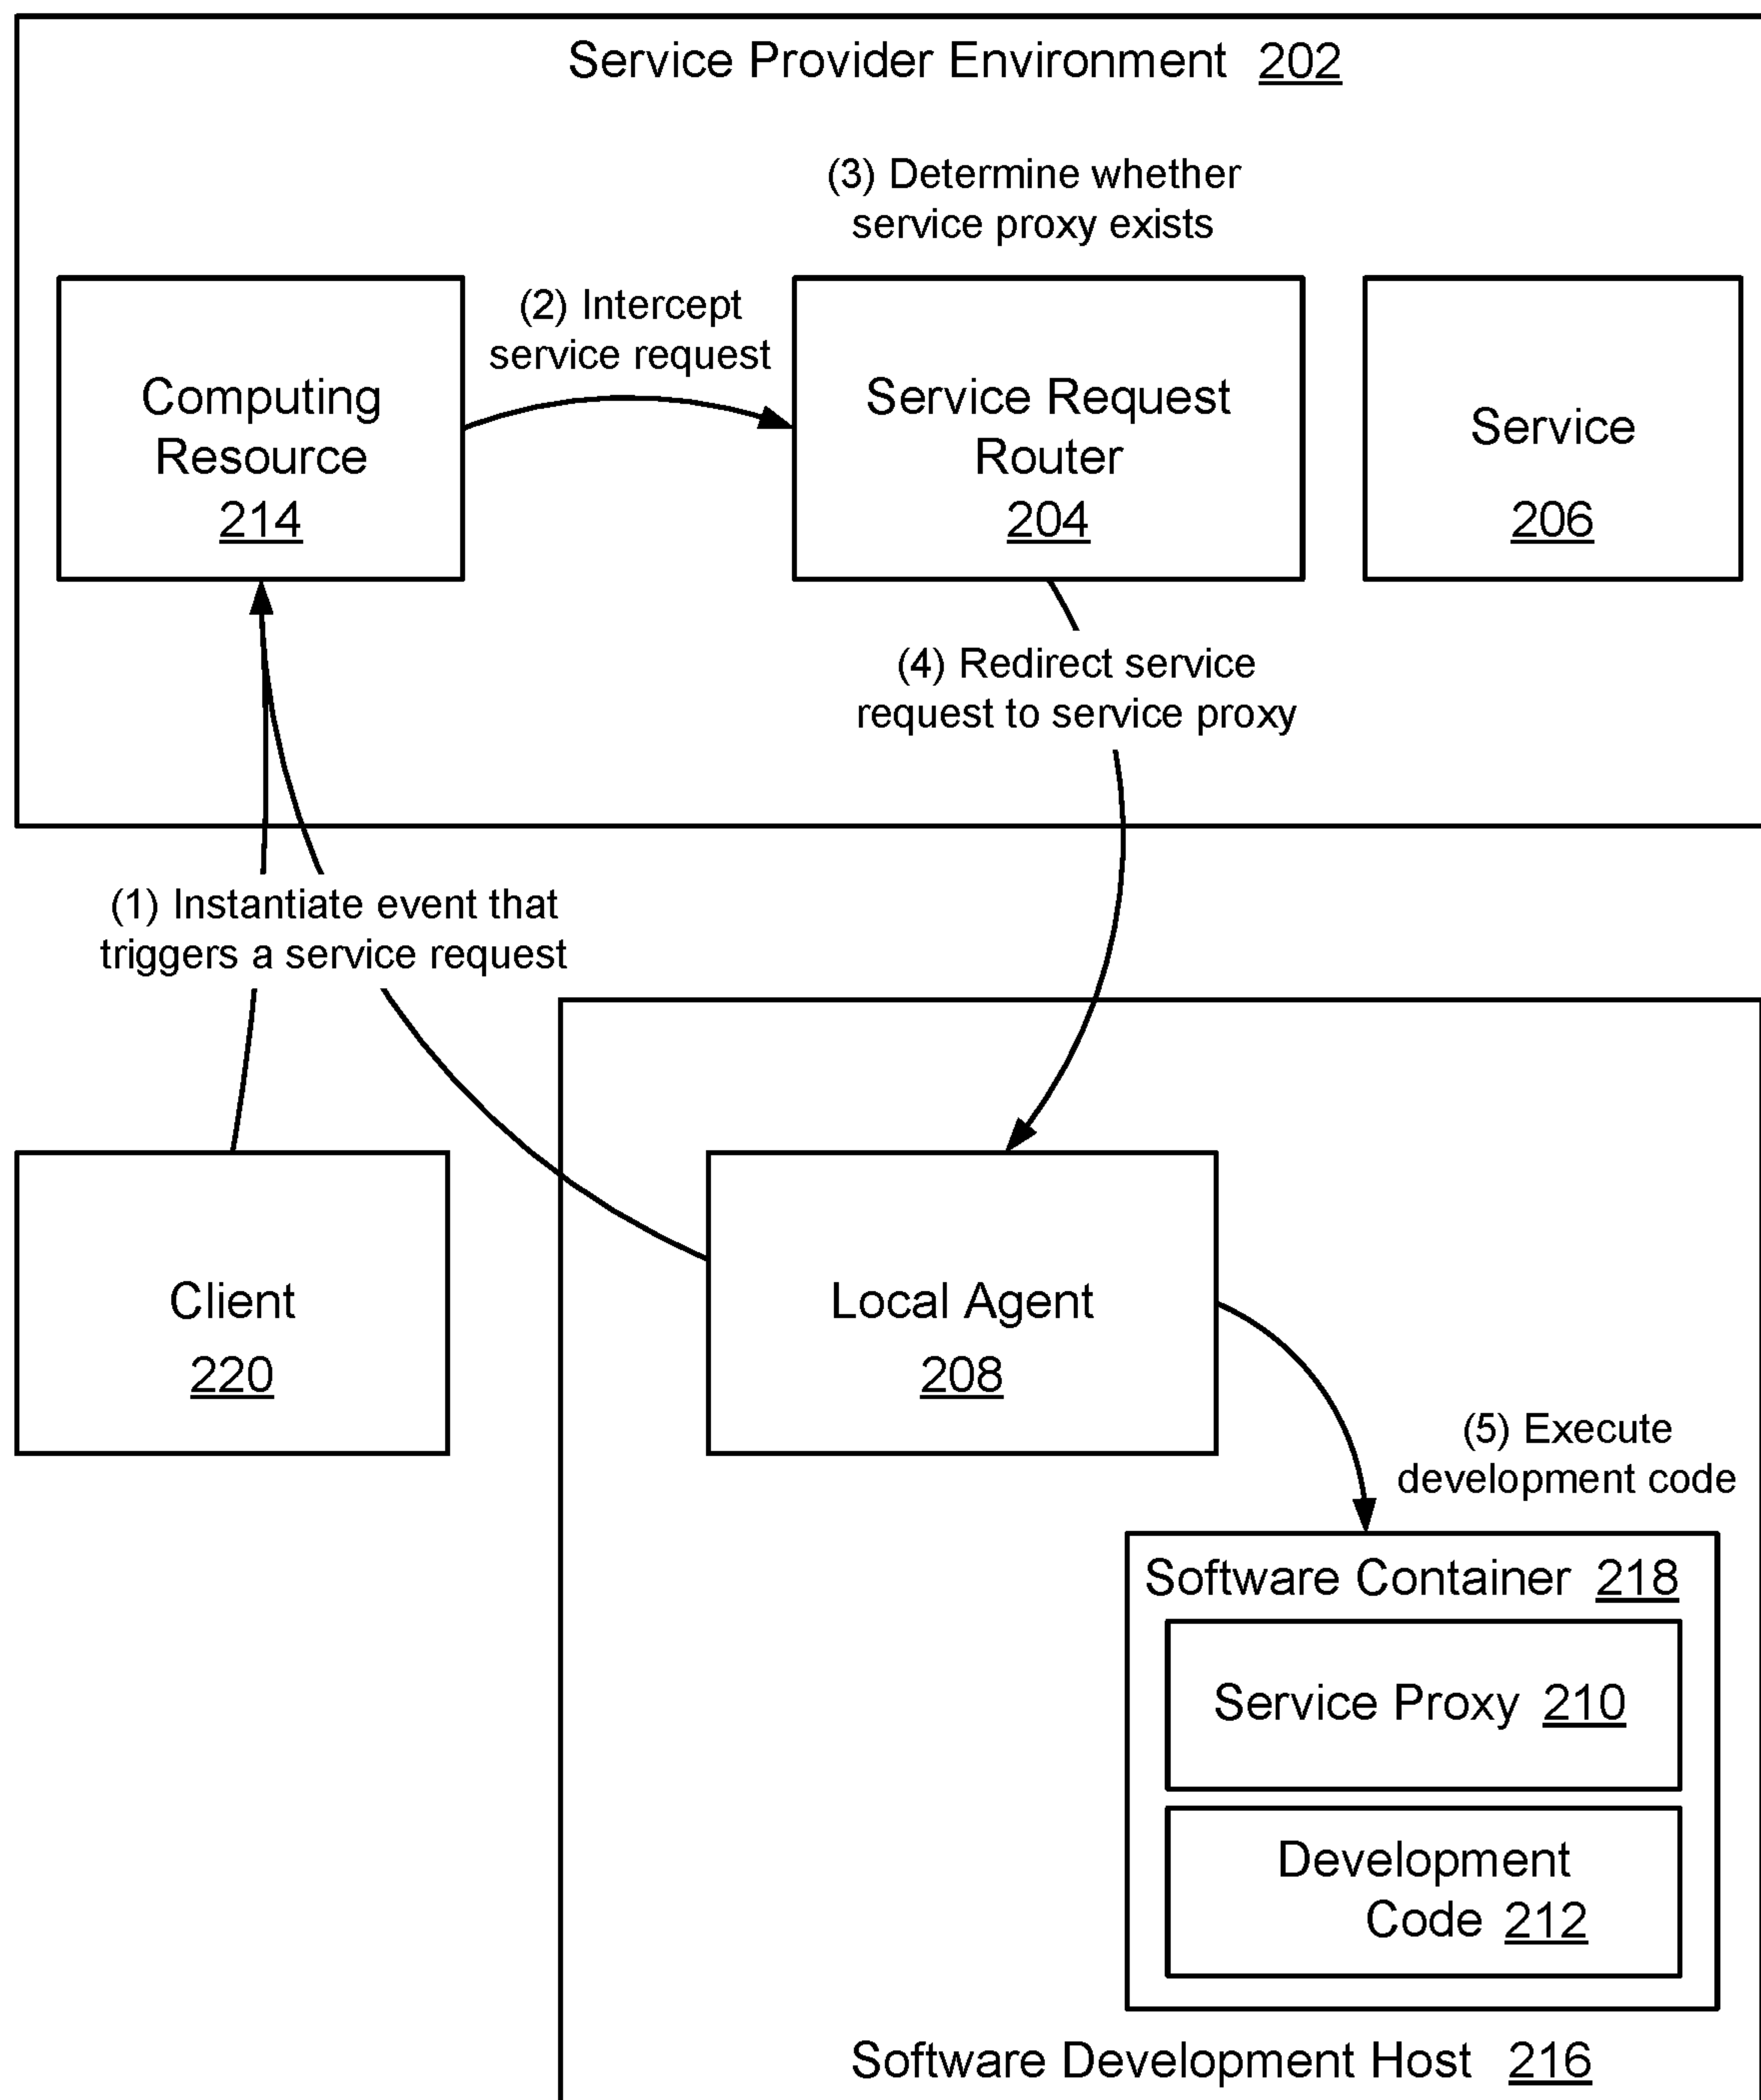 Service Provider Environment 202
(3) Determine whether
service proxy exists
(2) Intercept
service request
Computing
Resource
214
Service Request
Router
204
Service
206
(4) Redirect service
request to service proxy
(1) Instantiate event that
triggers a service request
Client
220
Local Agent
208
(5) Execute
development code
Software Container 218
Service Proxy 210
Development
Code 212
Software Development Host 216